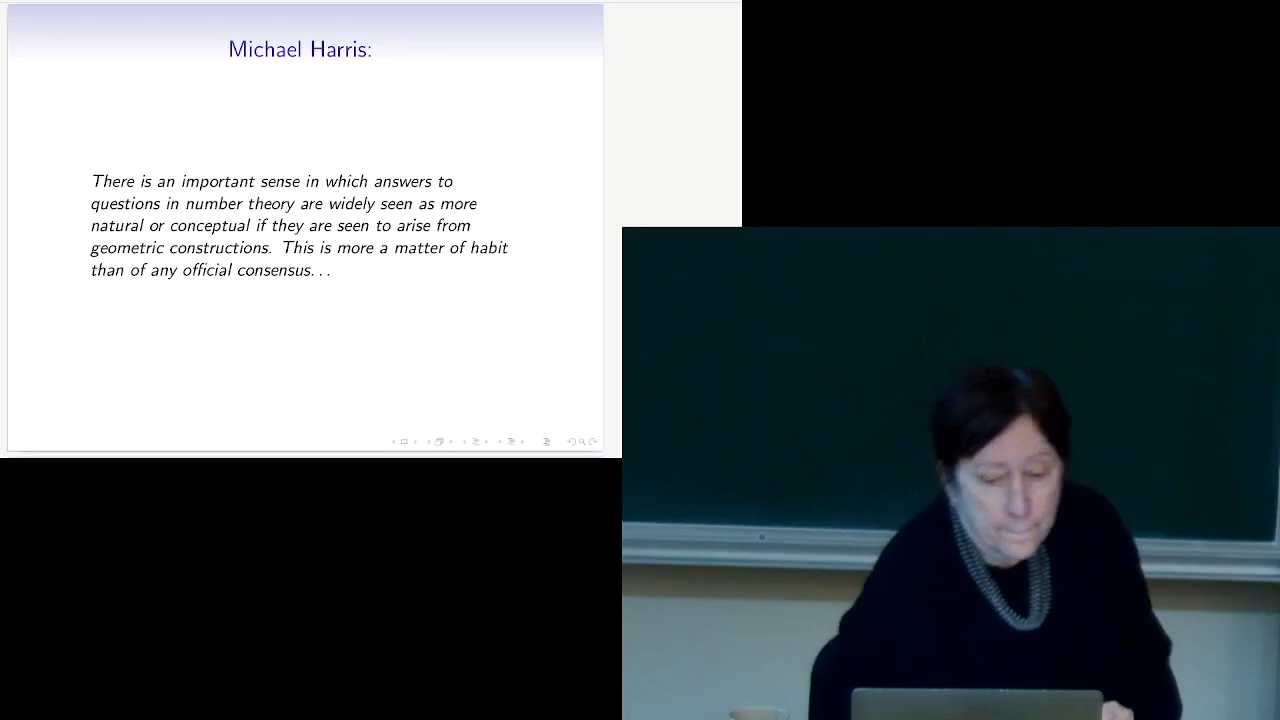 Michael Harris:
There is an important sense in which answers to
questions in number theory are widely seen as more
natural or conceptual if they are seen to arise from
geometric constructions. This is more a matter of habit
than of any official consensus. . .